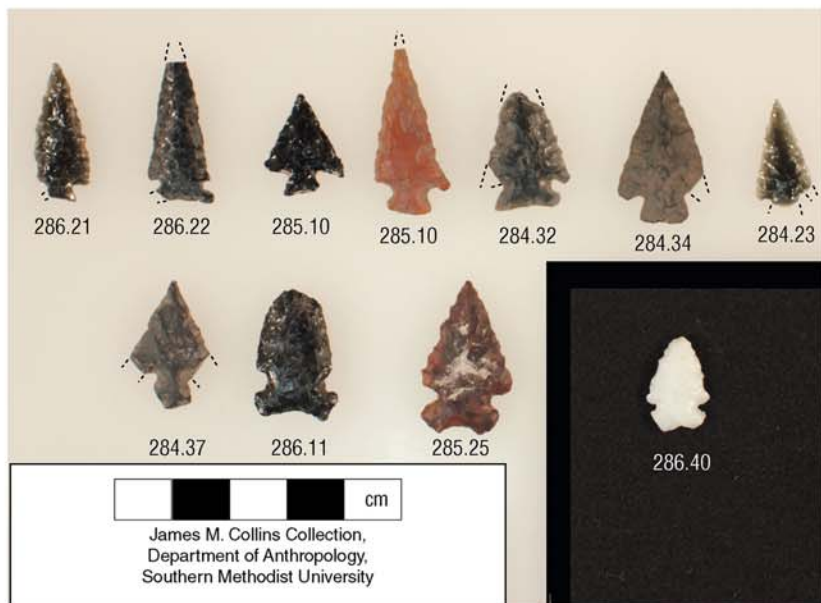 286.21
286.22
285.10
285.10
284.32
284.34
284.23
284.37
286.11
285.25
286.40
cm
James M. Collins Collection,
Department of Anthropology,
Southern Methodist University